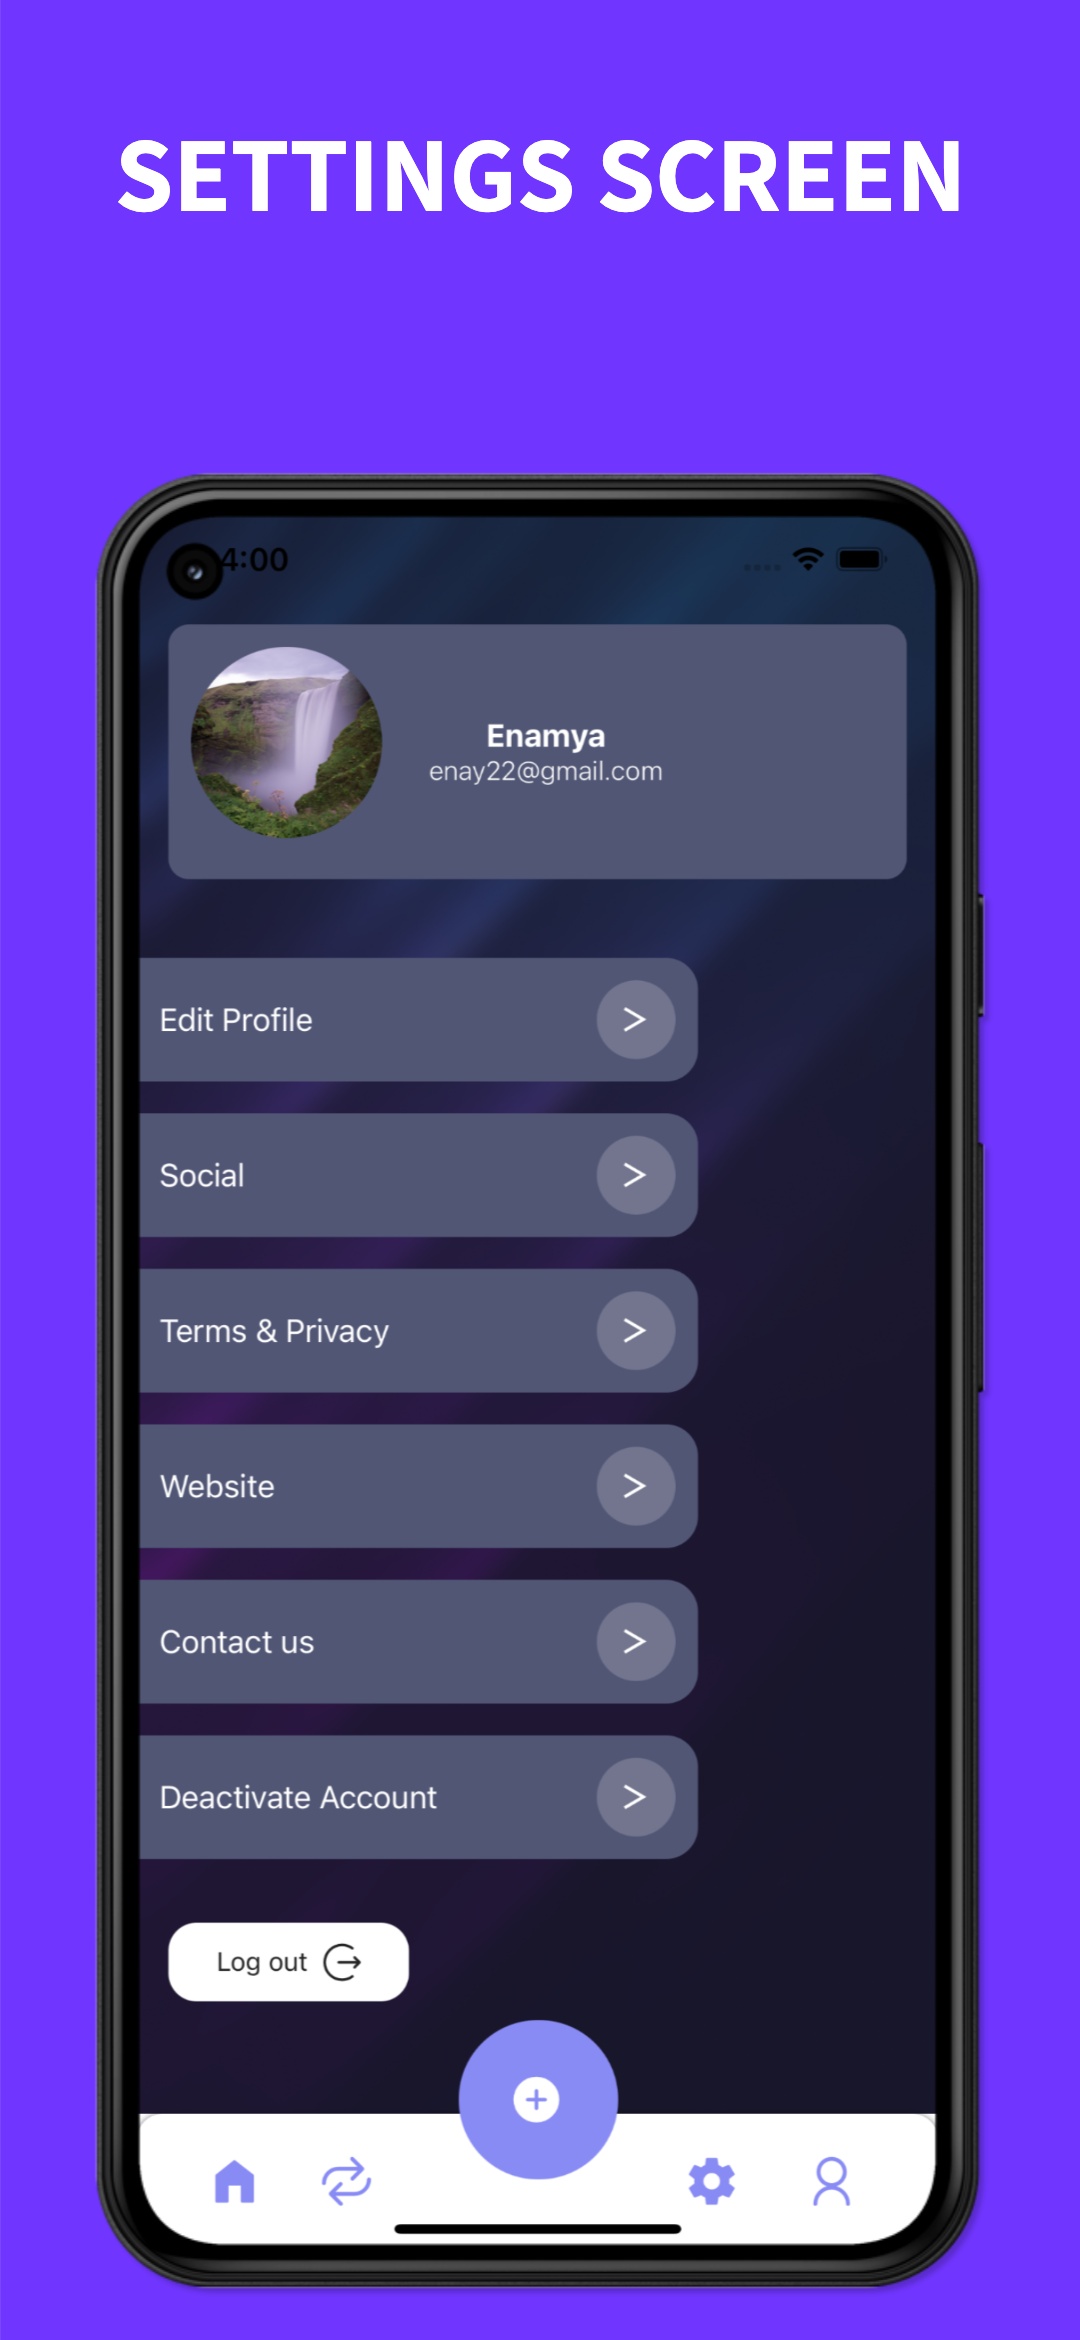 SETTINGS SCREEN
4:00
Enamya
enay22@gmail.com
Edit Profile >
Social >
Terms & Privacy >
Website >
Contact us >
Deactivate Account >
Log out